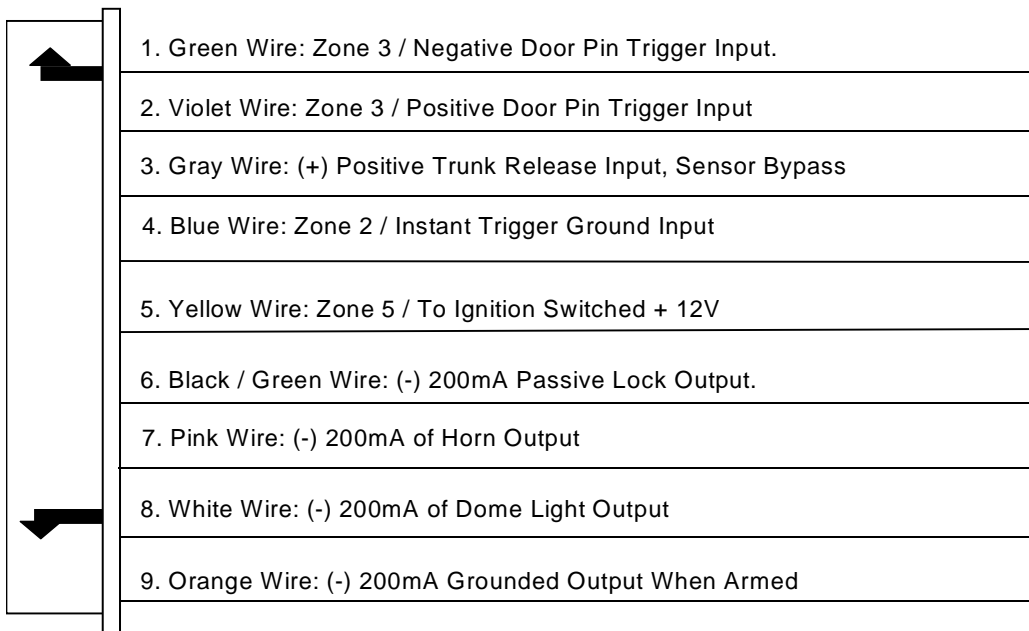 1. Green Wire: Zone 3 / Negative Door Pin Trigger Input.
2. Violet Wire: Zone 3 / Positive Door Pin Trigger Input
3. Gray Wire: (+) Positive Trunk Release Input, Sensor Bypass
4. Blue Wire: Zone 2 / Instant Trigger Ground Input
5. Yellow Wire: Zone 5 / To Ignition Switched + 12V
6. Black / Green Wire: (-) 200mA Passive Lock Output.
7. Pink Wire: (-) 200mA of Horn Output
8. White Wire: (-) 200mA of Dome Light Output
9. Orange Wire: (-) 200mA Grounded Output When Armed